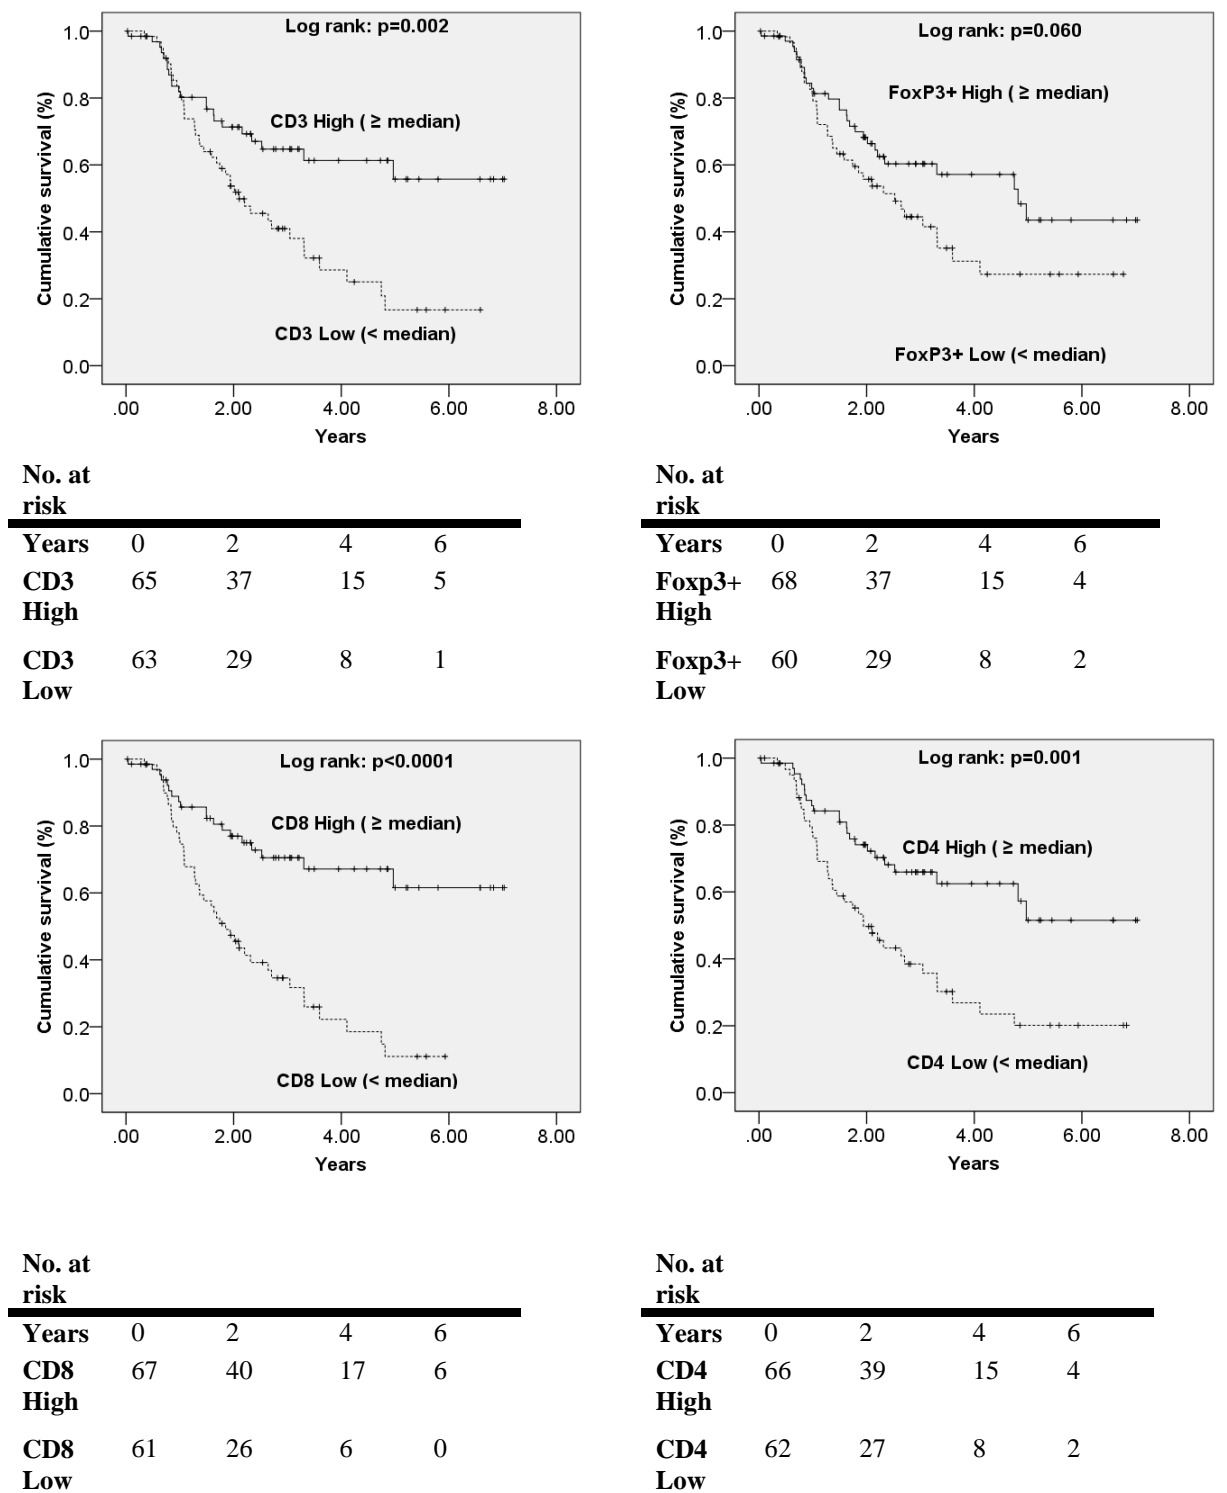 Log rank: p=0.002
CD3 High ( ≥ median)
CD3 Low (< median)
Cumulative survival (%)
1.0
0.8
0.6
0.4
0.2
0.0
.00 2.00 4.00 6.00 8.00
Years
Log rank: p=0.060
FoxP3+ High ( ≥ median)
FoxP3+ Low (< median)
Cumulative survival (%)
1.0
0.8
0.6
0.4
0.2
0.0
.00 2.00 4.00 6.00 8.00
Years
No. at
risk
Years 0 2 4 6
CD3 65 37 15 5
High
CD3 63 29 8 1
Low
No. at
risk
Years 0 2 4 6
Foxp3+ 68 37 15 4
High
Foxp3+ 60 29 8 2
Low
Log rank: p<0.0001
CD8 High ( ≥ median)
CD8 Low (< median)
Cumulative survival (%)
1.0
0.8
0.6
0.4
0.2
0.0
.00 2.00 4.00 6.00 8.00
Years
Log rank: p=0.001
CD4 High ( ≥ median)
CD4 Low (< median)
Cumulative survival (%)
1.0
0.8
0.6
0.4
0.2
0.0
.00 2.00 4.00 6.00 8.00
Years
No. at
risk
Years 0 2 4 6
CD8 67 40 17 6
High
CD8 61 26 6 0
Low
No. at
risk
Years 0 2 4 6
CD4 66 39 15 4
High
CD4 62 27 8 2
Low